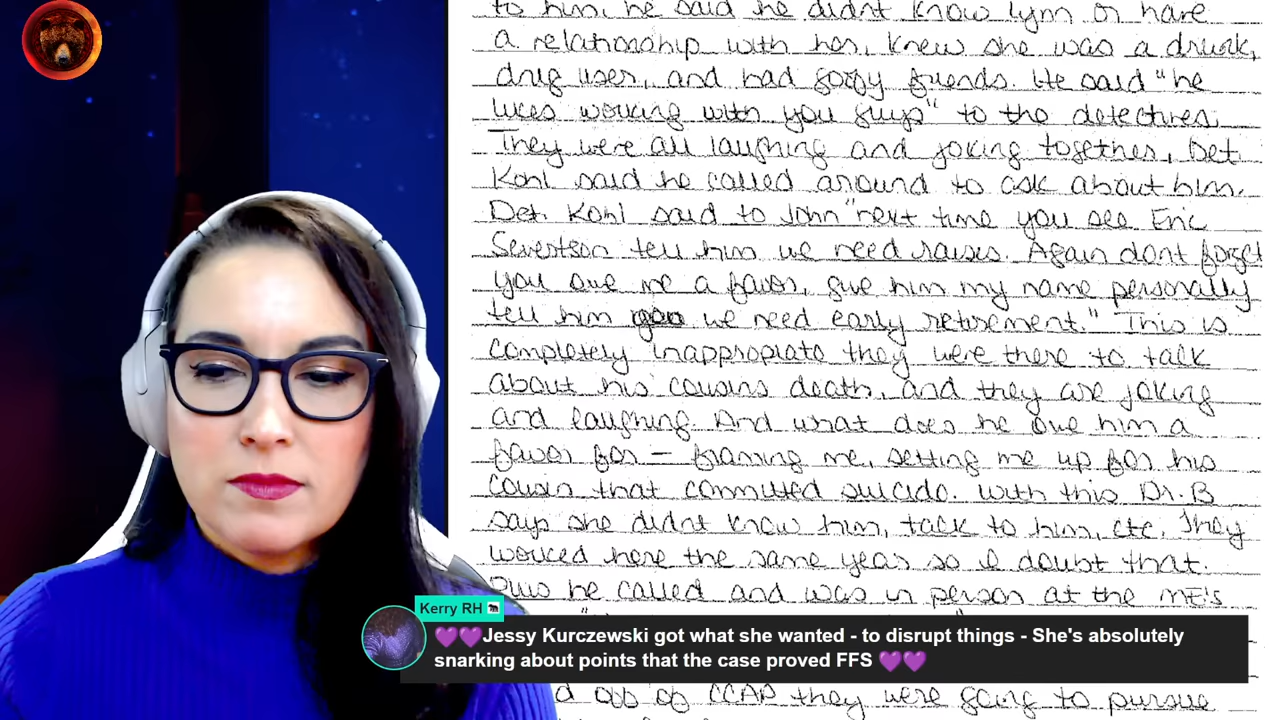 to him, he said he didnt know lynn or have
a relationship with her, knew she was a drunk,
drug user, and had goofy friends. He said "he
likes working with you guys" to the detectives.
They were all laughing and joking together, Det
Kohl said he called around to ask about him.
Det. Kohl said to John "next time you see Eric
Severtson tell him we need raises. Again dont forget
you owe me a favor, give him my name personally
tell him we need early retirement." This is
completely inappropiate they were there to talk
about his cousins death, and they are joking
and laughing. And what does he owe him a
favor for - framing me, setting me up for his
cousin that commited suicide. With this Dr. B
says she didnt know him, talk to him, etc. They
worked here the same year so I doubt that.
Plus he called and was in person at the ME's
Kerry RH
💜💜Jessy Kurczewski got what she wanted - to disrupt things - She's absolutely
snarking about points that the case proved FFS 💜💜
off of CCAP they were going to pursue